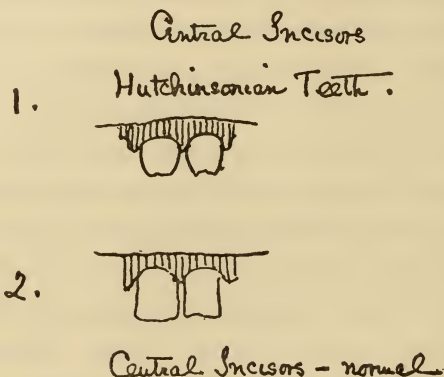 Central Incisors
1. Hutchinsonian Teeth.
2.
Central Incisors - normal